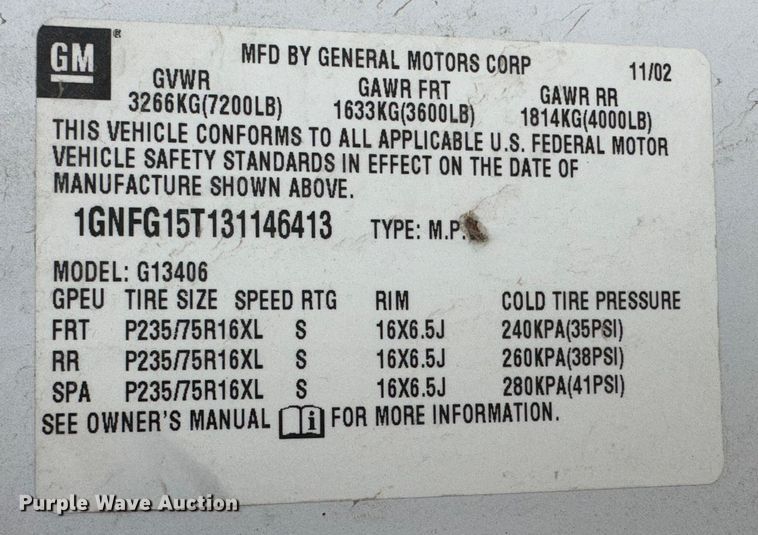 GM ®
MFD BY GENERAL MOTORS CORP 11/02
GVWR GAWR FRT GAWR RR
3266KG(7200LB) 1633KG(3600LB) 1814KG(4000LB)
THIS VEHICLE CONFORMS TO ALL APPLICABLE U.S. FEDERAL MOTOR
VEHICLE SAFETY STANDARDS IN EFFECT ON THE DATE OF
MANUFACTURE SHOWN ABOVE.
1GNFG15T131146413 TYPE: M.P.
MODEL: G13406
GPEU TIRE SIZE SPEED RTG RIM COLD TIRE PRESSURE
FRT P235/75R16XL S 16X6.5J 240KPA(35PSI)
RR P235/75R16XL S 16X6.5J 260KPA(38PSI)
SPA P235/75R16XL S 16X6.5J 280KPA(41PSI)
SEE OWNER'S MANUAL i FOR MORE INFORMATION.
Purple Wave Auction